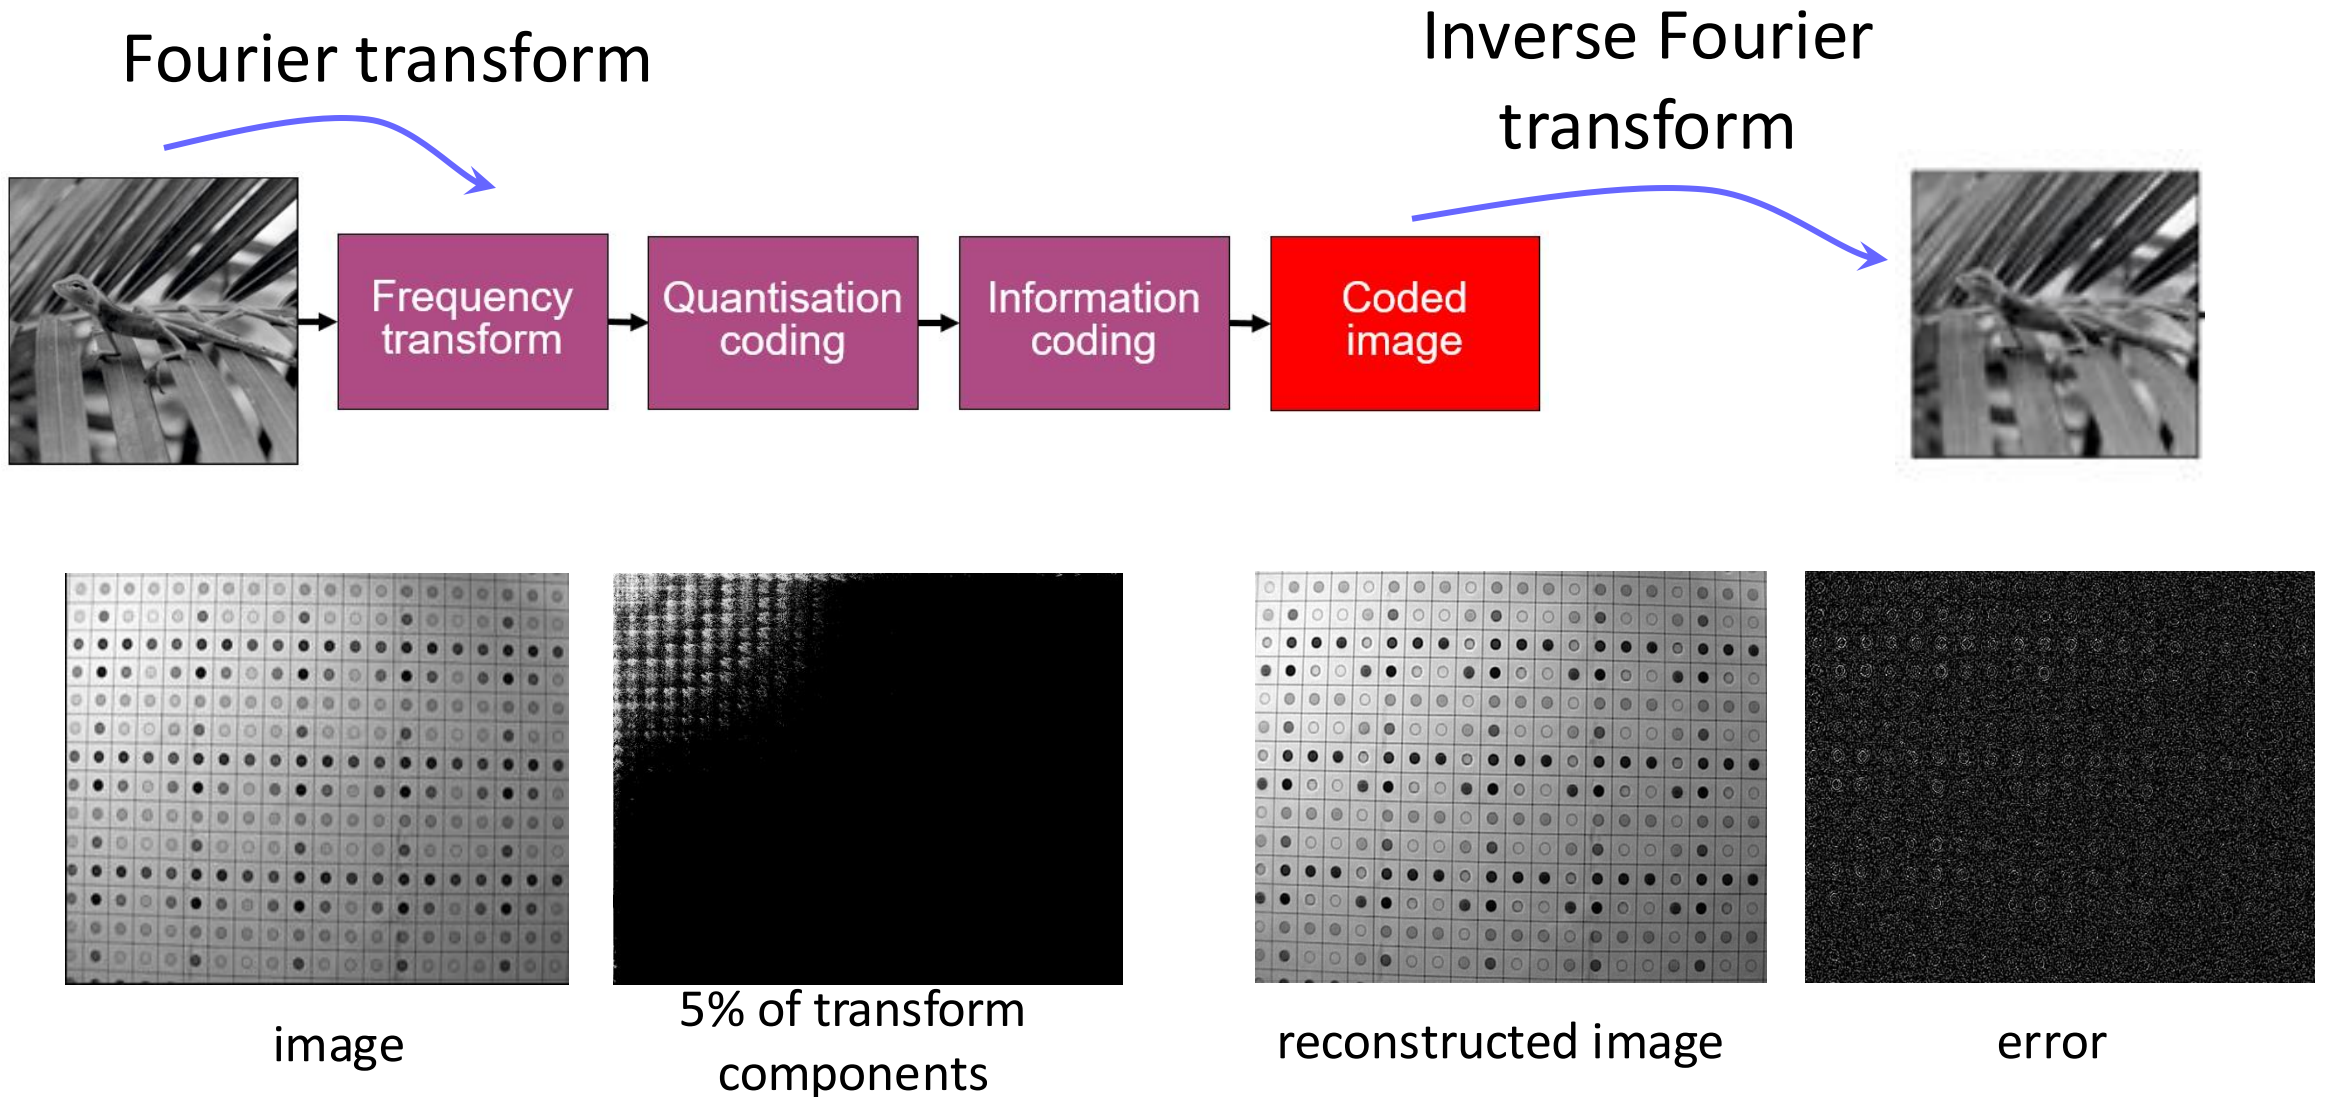 Fourier transform
Inverse Fourier
transform
Frequency
transform
Quantisation
coding
Information
coding
Coded
image
image
5% of transform
components
reconstructed image
error